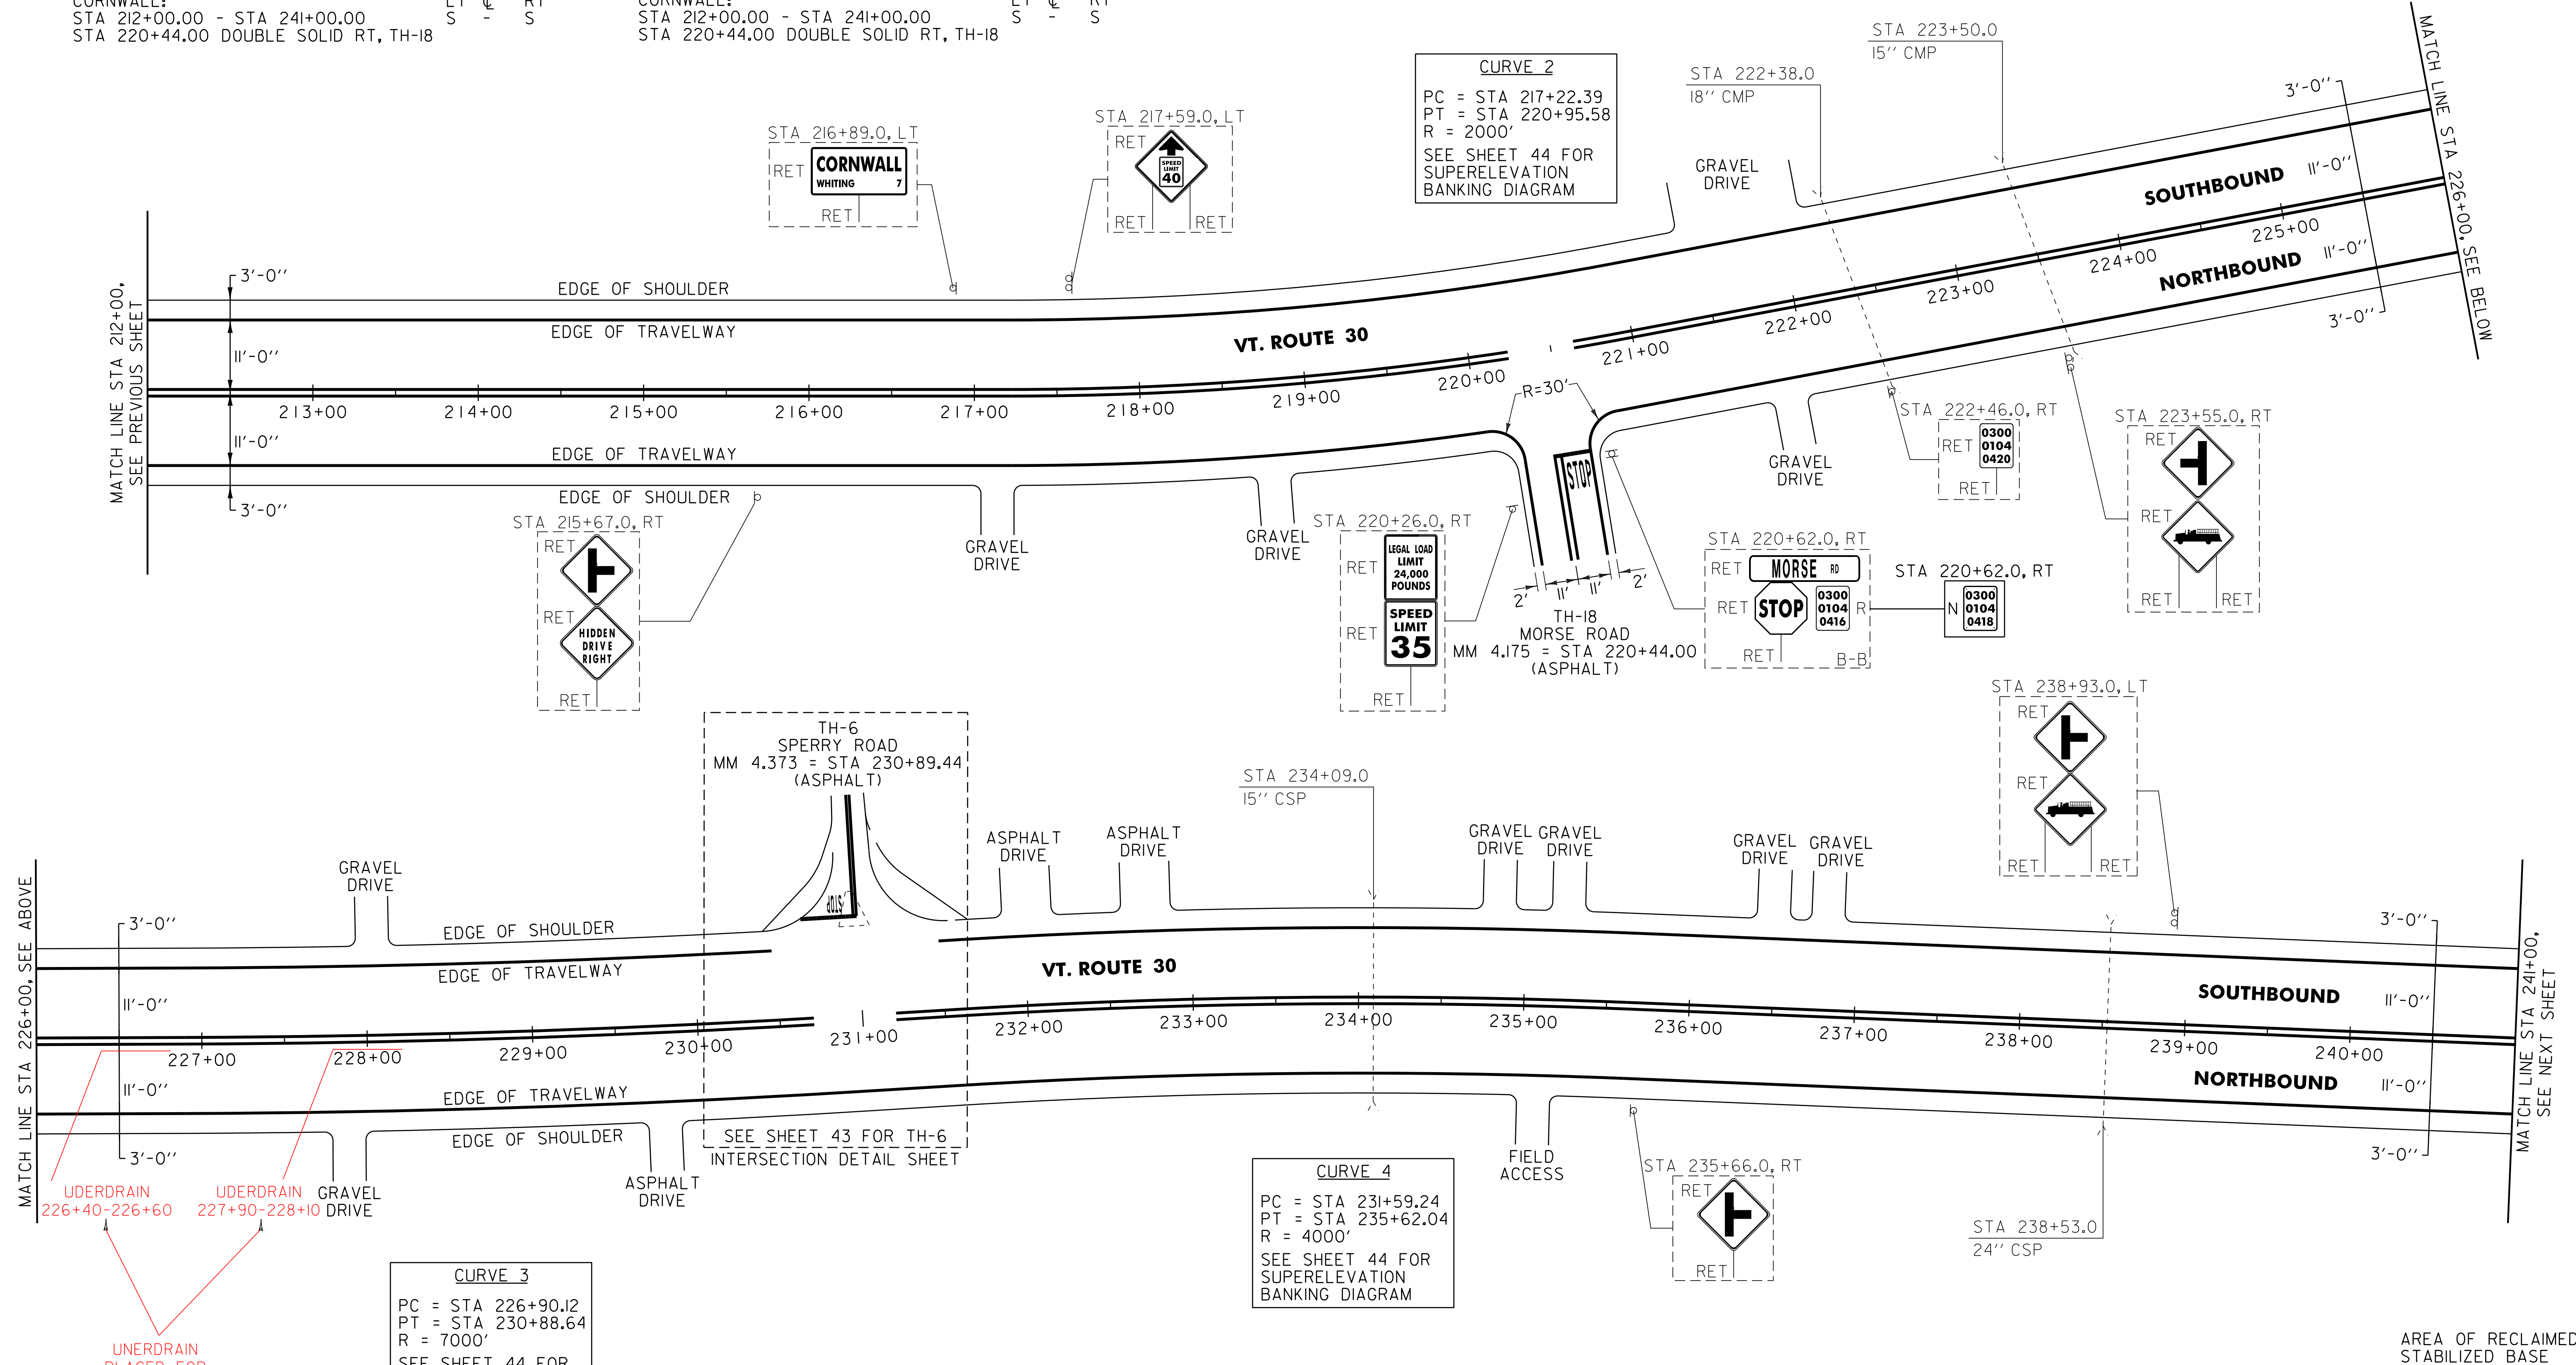 CORNWALL:
LT ℄ RT
STA 212+00.00 - STA 241+00.00 S - S
STA 220+44.00 DOUBLE SOLID RT, TH-18
CORNWALL:
LT ℄ RT
STA 212+00.00 - STA 241+00.00 S - S
STA 220+44.00 DOUBLE SOLID RT, TH-18
MATCH LINE STA 212+00,
SEE PREVIOUS SHEET
3'-0"
11'-0"
11'-0"
3'-0"
EDGE OF SHOULDER
EDGE OF TRAVELWAY
EDGE OF TRAVELWAY
EDGE OF SHOULDER
213+00
214+00
215+00
216+00
217+00
218+00
219+00
220+00
221+00
222+00
223+00
224+00
225+00
STA 216+89.0, LT
RET
CORNWALL
WHITING 7
RET
STA 217+59.0, LT
RET
SPEED
LIMIT
40
RET
RET
VT. ROUTE 30
CURVE 2
PC = STA 217+22.39
PT = STA 220+95.58
R = 2000'
SEE SHEET 44 FOR
SUPERELEVATION
BANKING DIAGRAM
GRAVEL
DRIVE
STA 222+38.0
18" CMP
STA 223+50.0
15" CMP
3'-0"
SOUTHBOUND
11'-0"
NORTHBOUND
11'-0"
3'-0"
MATCH LINE STA 226+00, SEE BELOW
STA 215+67.0, RT
RET
RET
HIDDEN
DRIVE
RIGHT
RET
GRAVEL
DRIVE
GRAVEL
DRIVE
STA 220+26.0, RT
RET
LEGAL LOAD
LIMIT
24,000
POUNDS
RET
SPEED
LIMIT
35
RET
R=30'
STOP
2'
11'
11'
2'
TH-18
MORSE ROAD
MM 4.175 = STA 220+44.00
(ASPHALT)
STA 220+62.0, RT
RET
MORSE RD
RET
STOP
0300
0104
0416
R
RET
B-B
STA 220+62.0, RT
N
0300
0104
0418
GRAVEL
DRIVE
STA 222+46.0, RT
RET
0300
0104
0420
RET
STA 223+55.0, RT
RET
RET
RET
RET
MATCH LINE STA 226+00, SEE ABOVE
3'-0"
11'-0"
11'-0"
3'-0"
GRAVEL
DRIVE
EDGE OF SHOULDER
EDGE OF TRAVELWAY
EDGE OF TRAVELWAY
EDGE OF SHOULDER
227+00
228+00
229+00
230+00
231+00
232+00
233+00
234+00
235+00
236+00
237+00
238+00
239+00
240+00
TH-6
SPERRY ROAD
MM 4.373 = STA 230+89.44
(ASPHALT)
STOP
SEE SHEET 43 FOR TH-6
INTERSECTION DETAIL SHEET
ASPHALT
DRIVE
ASPHALT
DRIVE
VT. ROUTE 30
STA 234+09.0
15" CSP
GRAVEL
DRIVE
GRAVEL
DRIVE
GRAVEL
DRIVE
GRAVEL
DRIVE
STA 238+93.0, LT
RET
RET
RET
RET
3'-0"
SOUTHBOUND
11'-0"
NORTHBOUND
11'-0"
3'-0"
MATCH LINE STA 241+00,
SEE NEXT SHEET
UDERDRAIN
226+40-226+60
UDERDRAIN
227+90-228+10
GRAVEL
DRIVE
ASPHALT
DRIVE
UNERDRAIN
PLACED FOR
CURVE 3
PC = STA 226+90.12
PT = STA 230+88.64
R = 7000'
SEE SHEET 44 FOR
CURVE 4
PC = STA 231+59.24
PT = STA 235+62.04
R = 4000'
SEE SHEET 44 FOR
SUPERELEVATION
BANKING DIAGRAM
FIELD
ACCESS
STA 235+66.0, RT
RET
RET
STA 238+53.0
24" CSP
AREA OF RECLAIMED
STABILIZED BASE